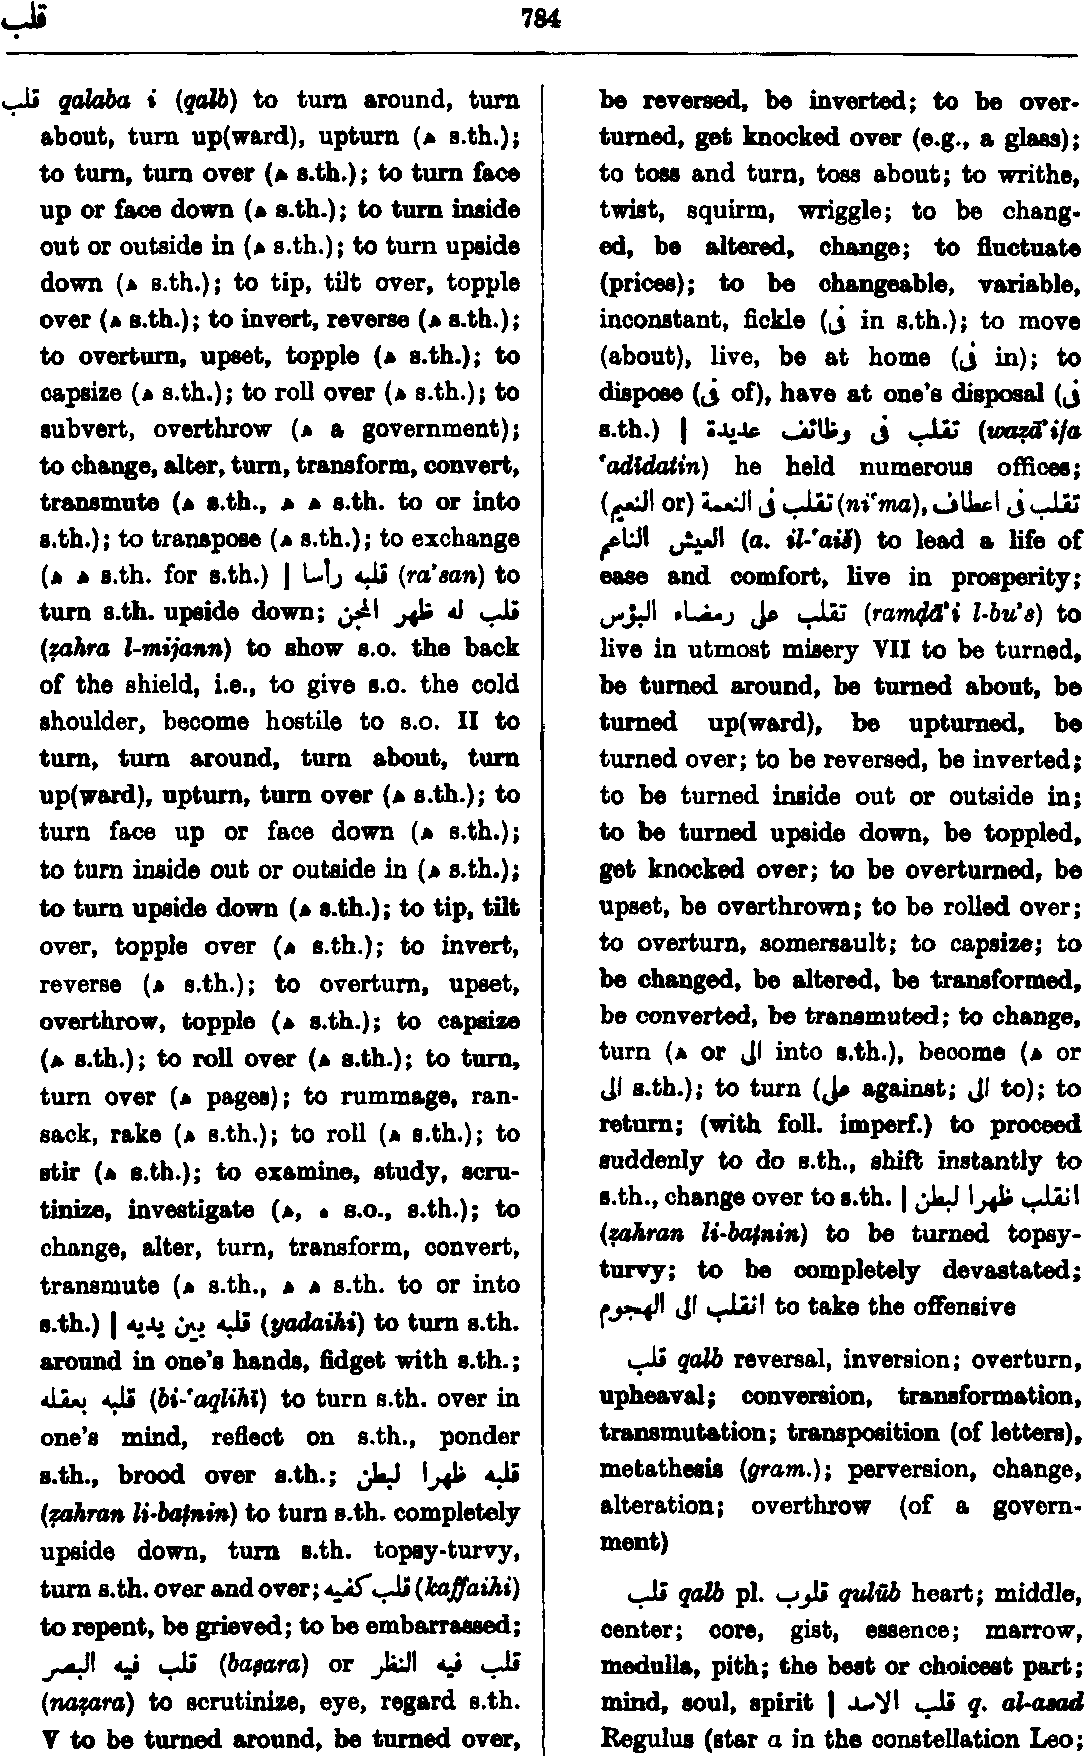 قلب
784
قلب qalaba i (qalb) to turn around, turn
about, turn up(ward), upturn (ه s.th.);
to turn, turn over (ه s.th.); to turn face
up or face down (ه s.th.); to turn inside
out or outside in (ه s.th.); to turn upside
down (ه s.th.); to tip, tilt over, topple
over (ه s.th.); to invert, reverse (ه s.th.);
to overturn, upset, topple (ه s.th.); to
capsize (ه s.th.); to roll over (ه s.th.); to
subvert, overthrow (ه a government);
to change, alter, turn, transform, convert,
transmute (ه s.th., ه ه s.th. to or into
s.th.); to transpose (ه s.th.); to exchange
(ه ه s.th. for s.th.) | قلبه رأسا (ra'san) to
turn s.th. upside down; قلب له ظهر المجن
(ẓahra l-mijann) to show s.o. the back
of the shield, i.e., to give s.o. the cold
shoulder, become hostile to s.o. II to
turn, turn around, turn about, turn
up(ward), upturn, turn over (ه s.th.); to
turn face up or face down (ه s.th.);
to turn inside out or outside in (ه s.th.);
to turn upside down (ه s.th.); to tip, tilt
over, topple over (ه s.th.); to invert,
reverse (ه s.th.); to overturn, upset,
overthrow, topple (ه s.th.); to capsize
(ه s.th.); to roll over (ه s.th.); to turn,
turn over (ه pages); to rummage, ran-
sack, rake (ه s.th.); to roll (ه s.th.); to
stir (ه s.th.); to examine, study, scru-
tinize, investigate (ه, ه s.o., s.th.); to
change, alter, turn, transform, convert,
transmute (ه s.th., ه ه s.th. to or into
s.th.) | قلبه بين يديه (yadaihi) to turn s.th.
around in one's hands, fidget with s.th.;
قلبه بعقله (bi-‘aqlihī) to turn s.th. over in
one's mind, reflect on s.th., ponder
s.th., brood over s.th.; قلبه ظهرا لبطن
(ẓahran li-baṭnin) to turn s.th. completely
upside down, turn s.th. topsy-turvy,
turn s.th. over and over; قلب كفيه (kaffaihi)
to repent, be grieved; to be embarrassed;
قلب فيه النظر or (baṣara) قلب فيه البصر
(naẓara) to scrutinize, eye, regard s.th.
V to be turned around, be turned over,
be reversed, be inverted; to be over-
turned, get knocked over (e.g., a glass);
to toss and turn, toss about; to writhe,
twist, squirm, wriggle; to be chang-
ed, be altered, change; to fluctuate
(prices); to be changeable, variable,
inconstant, fickle (فى in s.th.); to move
(about), live, be at home (فى in); to
dispose (فى of), have at one's disposal (فى
s.th.) | تقلب فى وظائف عديدة (waẓā'ifa
‘adīdatin) he held numerous offices;
تقلب فى اعطاف ,(ni‘ma) تقلب فى النعمة (or النعيم)
العيش الناعم (a. il-‘aiš) to lead a life of
ease and comfort, live in prosperity;
تقلب على رمضاء البؤس (ramḍā'i l-bu's) to
live in utmost misery VII to be turned,
be turned around, be turned about, be
turned up(ward), be upturned, be
turned over; to be reversed, be inverted;
to be turned inside out or outside in;
to be turned upside down, be toppled,
get knocked over; to be overturned, be
upset, be overthrown; to be rolled over;
to overturn, somersault; to capsize; to
be changed, be altered, be transformed,
be converted, be transmuted; to change,
turn (ه or الى into s.th.), become (ه or
الى s.th.); to turn (على against; الى to); to
return; (with foll. imperf.) to proceed
suddenly to do s.th., shift instantly to
s.th., change over to s.th. | انقلب ظهرا لبطن
(ẓahran li-baṭnin) to be turned topsy-
turvy; to be completely devastated;
انقلب الى الهجوم to take the offensive
قلب qalb reversal, inversion; overturn,
upheaval; conversion, transformation,
transmutation; transposition (of letters),
metathesis (gram.); perversion, change,
alteration; overthrow (of a govern-
ment)
قلب qalb pl. قلوب qulūb heart; middle,
center; core, gist, essence; marrow,
medulla, pith; the best or choicest part;
mind, soul, spirit | قلب الاسد q. al-asad
Regulus (star α in the constellation Leo;